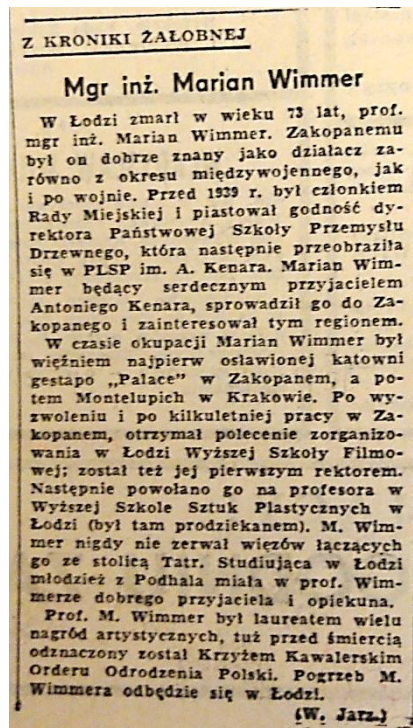 Z KRONIKI ŻAŁOBNEJ
Mgr inż. Marian Wimmer
W Łodzi zmarł w wieku 73 lat, prof.
mgr inż. Marian Wimmer. Zakopanemu
był on dobrze znany jako działacz za-
równo z okresu międzywojennego, jak
i po wojnie. Przed 1939 r. był członkiem
Rady Miejskiej i piastował godność dy-
rektora Państwowej Szkoły Przemysłu
Drzewnego, która następnie przeobraziła
się w PLSP im. A. Kenara. Marian Wim-
mer będący serdecznym przyjacielem
Antoniego Kenara, sprowadził go do Za-
kopanego i zainteresował tym regionem.
W czasie okupacji Marian Wimmer był
więźniem najpierw osławionej katowni
gestapo „Palace” w Zakopanem, a po-
tem Montelupich w Krakowie. Po wy-
zwoleniu i po kilkuletniej pracy w Za-
kopanem, otrzymał polecenie zorganizo-
wania w Łodzi Wyższej Szkoły Filmo-
wej; został też jej pierwszym rektorem.
Następnie powołano go na profesora w
Wyższej Szkole Sztuk Plastycznych w
Łodzi (był tam prodziekanem). M. Wim-
mer nigdy nie zerwał więzów łączących
go ze stolicą Tatr. Studiująca w Łodzi
młodzież z Podhala miała w prof. Wim-
merze dobrego przyjaciela i opiekuna.
Prof. M. Wimmer był laureatem wielu
nagród artystycznych, tuż przed śmiercią
odznaczony został Krzyżem Kawalerskim
Orderu Odrodzenia Polski. Pogrzeb M.
Wimmera odbędzie się w Łodzi.
(W. Jarz.)